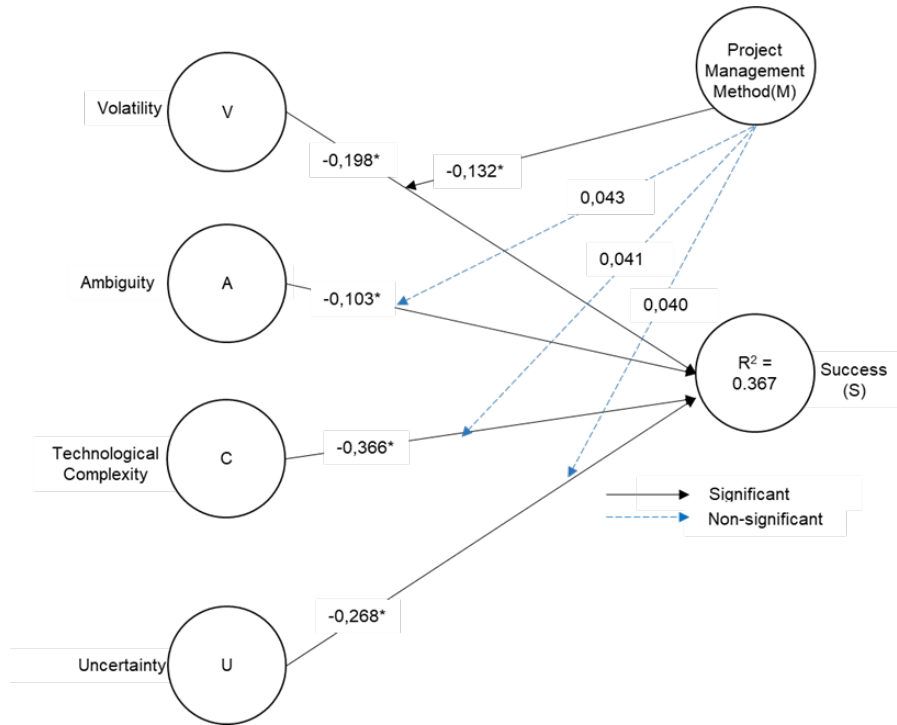 Project
Management
Method(M)
Volatility
V
-0,198*
-0,132*
0,043
Ambiguity
A
-0,103*
0,041
0,040
R² =
0.367
Success
(S)
Technological
Complexity
C
-0,366*
Significant
Non-significant
-0,268*
Uncertainty
U